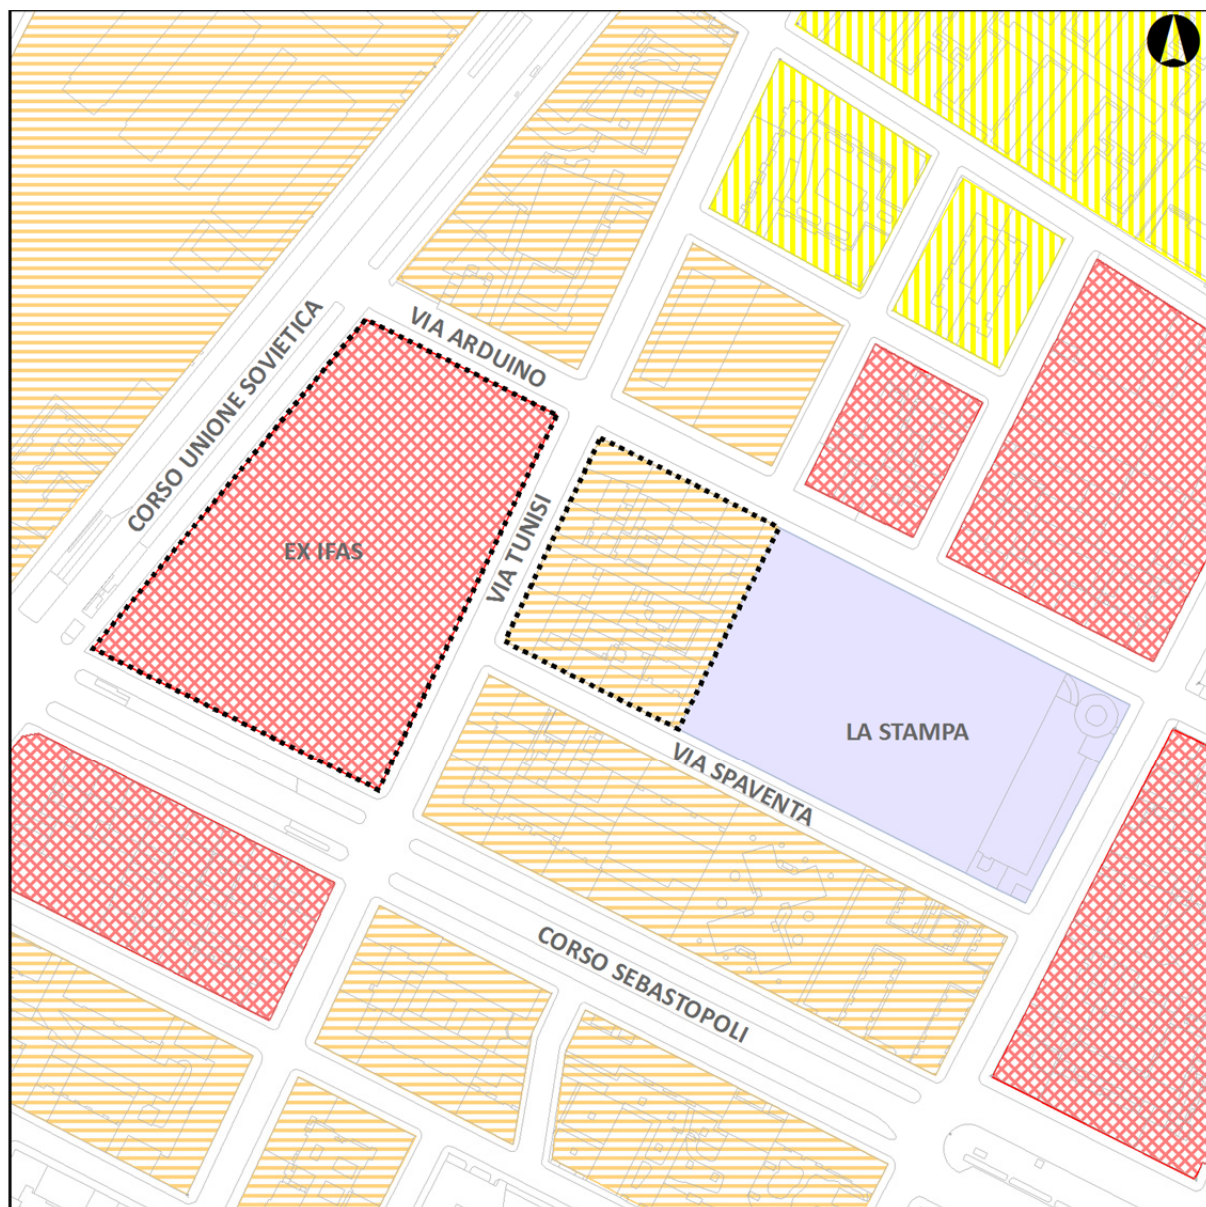 VIA ARDUINO
CORSO UNIONE SOVIETICA
EX IFAS
VIA TUNISI
LA STAMPA
VIA SPAVENTA
CORSO SEBASTOPOLI